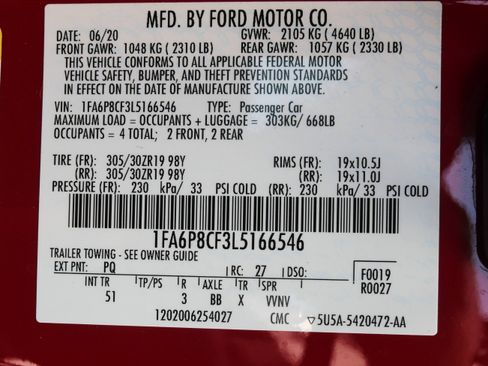 MFD. BY FORD MOTOR CO.
DATE: 06/20 GVWR: 2105 KG ( 4640 LB)
FRONT GAWR: 1048 KG ( 2310 LB) REAR GAWR: 1057 KG ( 2330 LB)
THIS VEHICLE CONFORMS TO ALL APPLICABLE FEDERAL MOTOR
VEHICLE SAFETY, BUMPER, AND THEFT PREVENTION STANDARDS IN
EFFECT ON THE DATE OF MANUFACTURE SHOWN ABOVE.
VIN: 1FA6P8CF3L5166546 TYPE: Passenger Car
MAXIMUM LOAD = OCCUPANTS + LUGGAGE = 303KG/ 668LB
OCCUPANTS = 4 TOTAL; 2 FRONT, 2 REAR
TIRE (FR): 305/30ZR19 98Y RIMS (FR): 19x10.5J
(RR): 305/30ZR19 98Y (RR): 19x11.0J
PRESSURE (FR): 230 kPa/ 33 PSI COLD (RR): 230 kPa/ 33 PSI COLD
1FA6P8CF3L5166546
TRAILER TOWING - SEE OWNER GUIDE
EXT PNT: PQ RC: 27 DSO: F0019
INT TR TP/PS R AXLE TR SPR R0027
51 3 BB X VVNV
1202006254027 CMC ▽5U5A-5420472-AA